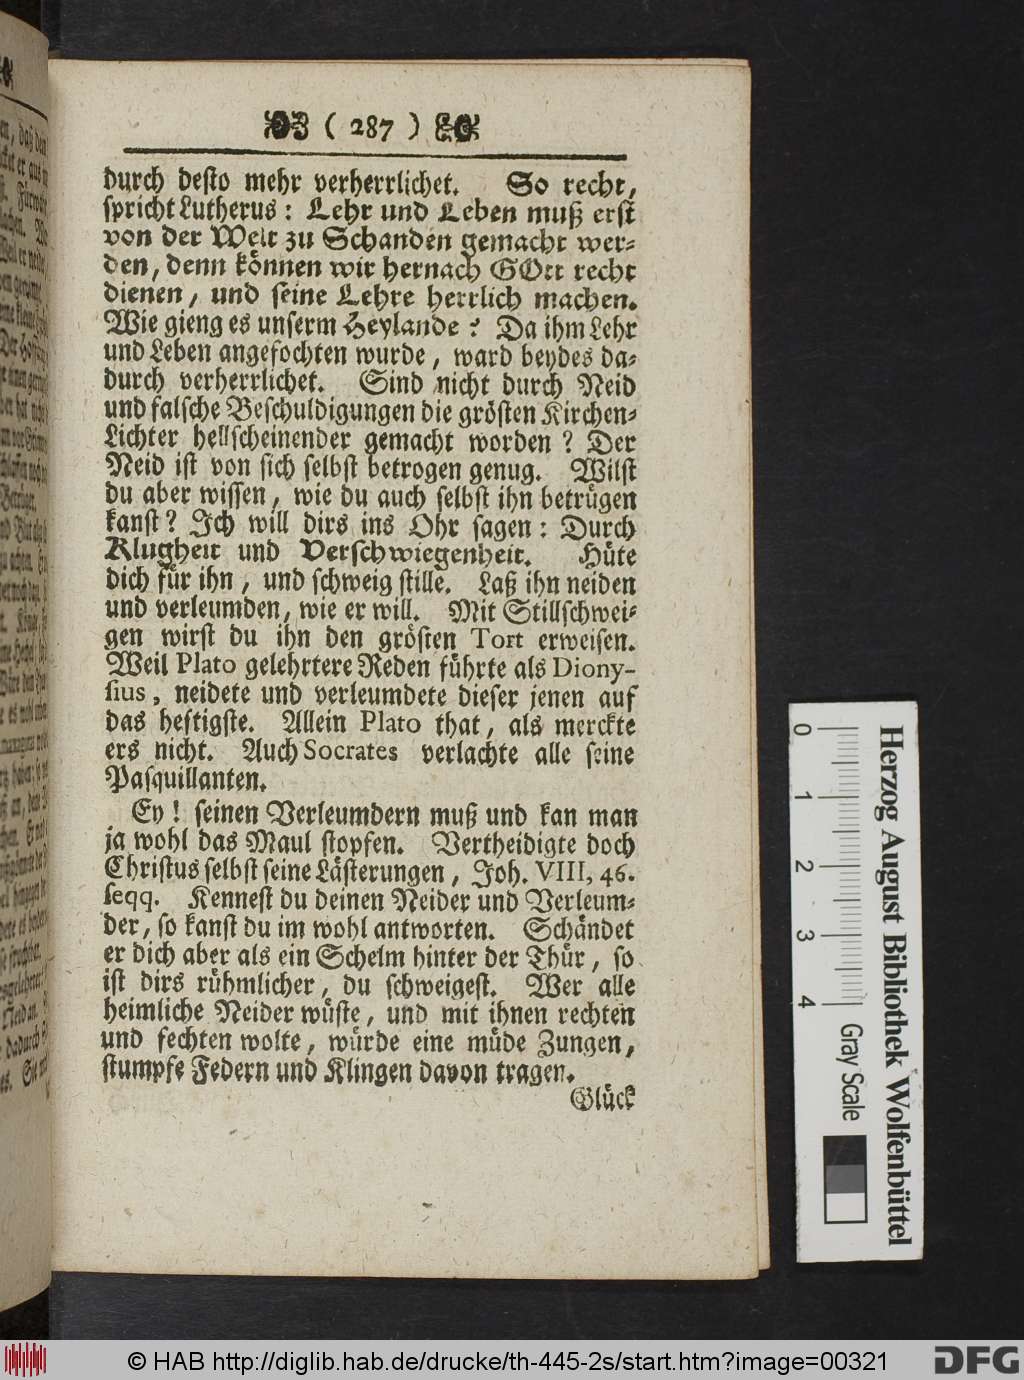 ( 287 )
durch desto mehr verherrlichet. So recht,
spricht Lutherus: Lehr und Leben muß erst
von der Welt zu Schanden gemacht wer-
den, denn können wir hernach GOtt recht
dienen, und seine Lehre herrlich machen.
Wie gieng es unserm Heylande? Da ihm Lehr
und Leben angefochten wurde, ward beydes da-
durch verherrlichet. Sind nicht durch Neid
und falsche Beschuldigungen die grösten Kirchen-
Lichter hellscheinender gemacht worden? Der
Neid ist von sich selbst betrogen genug. Wilst
du aber wissen, wie du auch selbst ihn betrügen
kanst? Ich will dirs ins Ohr sagen: Durch
Klugheit und Verschwiegenheit. Hüte
dich für ihn, und schweig stille. Laß ihn neiden
und verleumden, wie er will. Mit Stillschwei-
gen wirst du ihn den grösten Tort erweisen.
Weil Plato gelehrtere Reden führte als Diony-
sius, neidete und verleumdete dieser jenen auf
das heftigste. Allein Plato that, als merckte
ers nicht. Auch Socrates verlachte alle seine
Pasquillanten.
Ey! seinen Verleumdern muß und kan man
ja wohl das Maul stopfen. Vertheidigte doch
Christus selbst seine Lästerungen, Joh. VIII, 46.
seqq. Kennest du deinen Neider und Verleum-
der, so kanst du im wohl antworten. Schändet
er dich aber als ein Schelm hinter der Thür, so
ist dirs rühmlicher, du schweigest. Wer alle
heimliche Neider wüste, und mit ihnen rechten
und fechten wolte, würde eine müde Zungen,
stumpfe Federn und Klingen davon tragen.
Glück
0 1 2 3 4 Gray Scale
Herzog August Bibliothek Wolfenbüttel
© HAB http://diglib.hab.de/drucke/th-445-2s/start.htm?image=00321
DFG